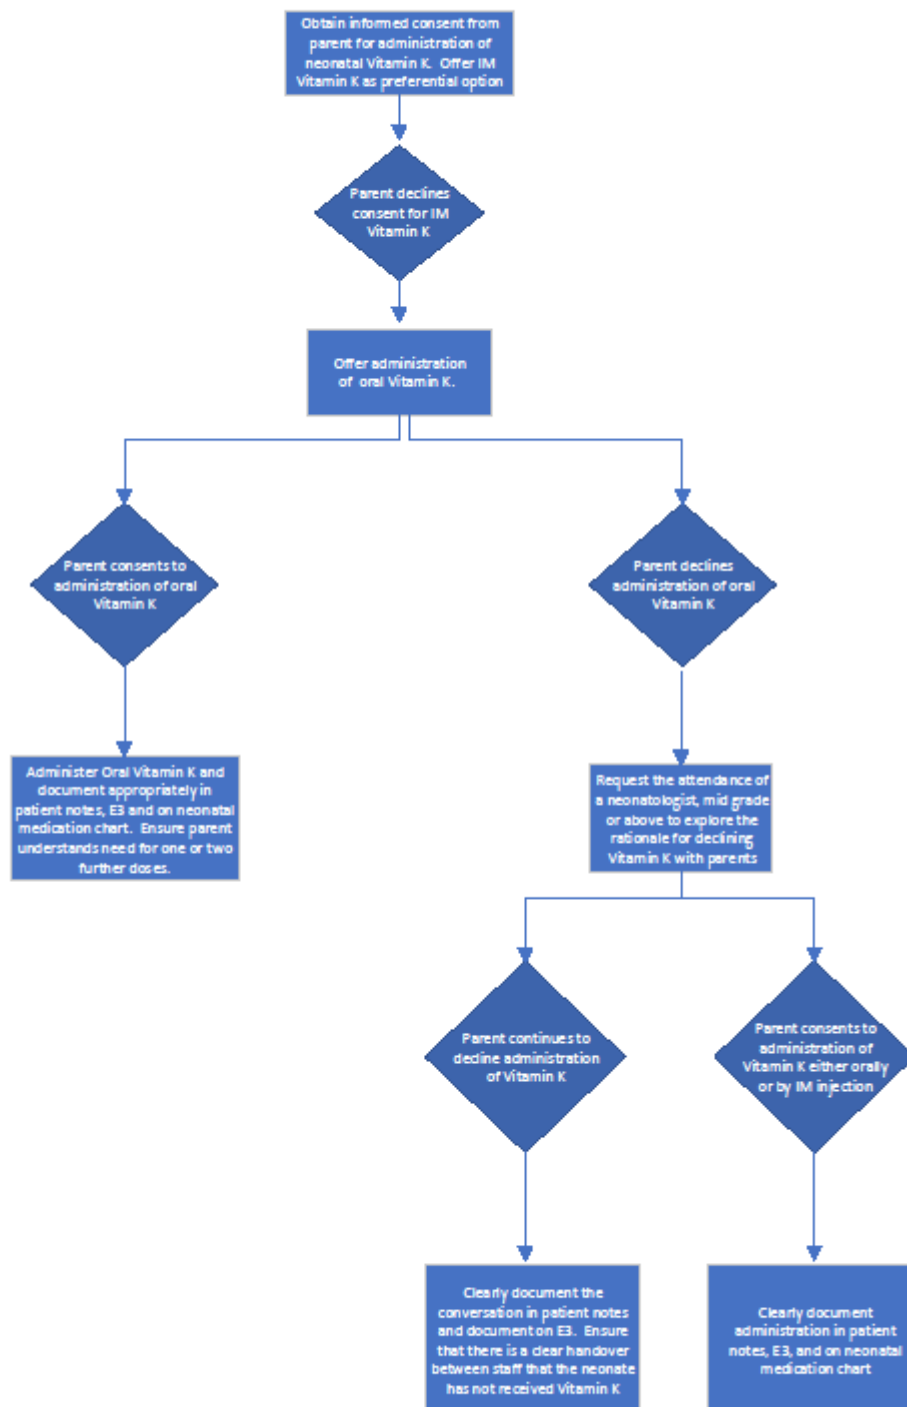 Obtain informed consent from
parent for administration of
neonatal Vitamin K. Offer IM
Vitamin K as preferential option
Parent declines
consent for IM
Vitamin K
Offer administration
of oral Vitamin K.
Parent consents to
administration of oral
Vitamin K
Parent declines
administration of oral
Vitamin K
Administer Oral Vitamin K and
document appropriately in
patient notes, E3 and on neonatal
medication chart. Ensure parent
understands need for one or two
further doses.
Request the attendance of
a neonatologist, mid grade
or above to explore the
rationale for declining
Vitamin K with parents
Parent continues to
decline administration
of Vitamin K
Parent consents to
administration of
Vitamin K either orally
or by IM injection
Clearly document the
conversation in patient notes
and document on E3. Ensure
that there is a clear handover
between staff that the neonate
has not received Vitamin K
Clearly document
administration in patient
notes, E3, and on neonatal
medication chart